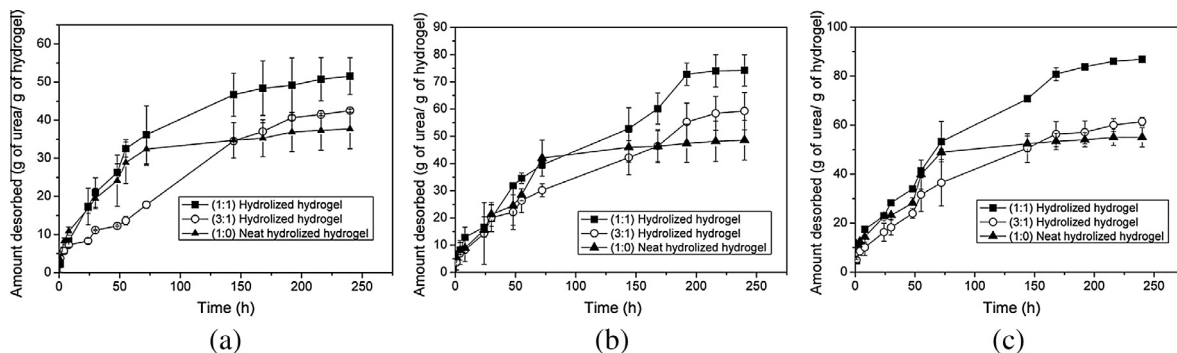 Amount desorbed (g of urea/ g of hydrogel)
60
50
40
30
20
10
0
(1:1) Hydrolized hydrogel
(3:1) Hydrolized hydrogel
(1:0) Neat hydrolized hydrogel
0 50 100 150 200 250
Time (h)
(a)
Amount desorbed (g of urea/ g of hydrogel)
90
80
70
60
50
40
30
20
10
0
(1:1) Hydrolized hydrogel
(3:1) Hydrolized hydrogel
(1:0) Neat hydrolized hydrogel
0 50 100 150 200 250
Time (h)
(b)
Amount desorbed (g of urea/ g of hydrogel)
100
80
60
40
20
0
(1:1) Hydrolized hydrogel
(3:1) Hydrolized hydrogel
(1:0) Neat hydrolized hydrogel
0 50 100 150 200 250
Time (h)
(c)